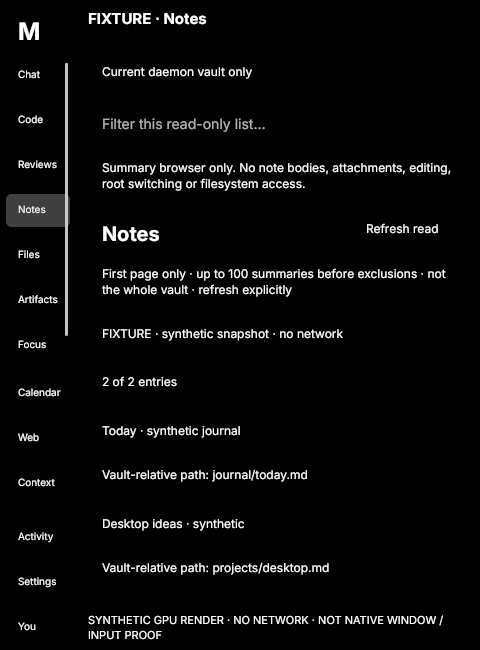 M
FIXTURE · Notes
Chat
Code
Reviews
Notes
Files
Artifacts
Focus
Calendar
Web
Context
Activity
Settings
You
Current daemon vault only
Filter this read-only list...
Summary browser only. No note bodies, attachments, editing,
root switching or filesystem access.
Notes
Refresh read
First page only · up to 100 summaries before exclusions · not
the whole vault · refresh explicitly
FIXTURE · synthetic snapshot · no network
2 of 2 entries
Today · synthetic journal
Vault-relative path: journal/today.md
Desktop ideas · synthetic
Vault-relative path: projects/desktop.md
SYNTHETIC GPU RENDER · NO NETWORK · NOT NATIVE WINDOW /
INPUT PROOF